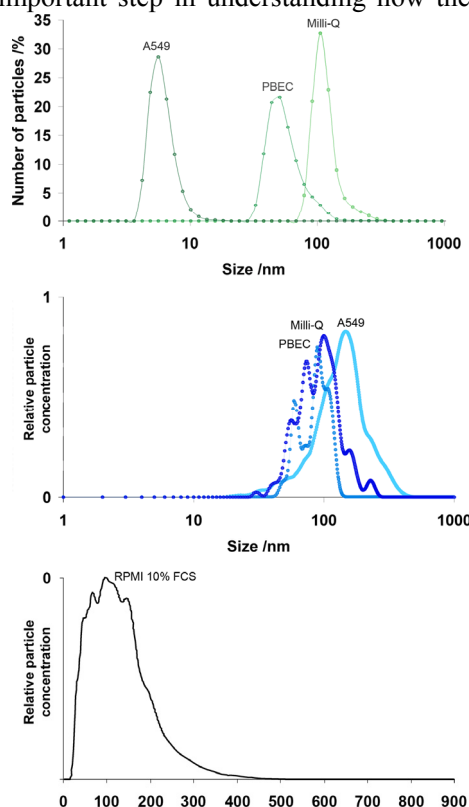 important step in understanding how the
35
30
25
20
15
10
5
0
Number of particles /%
A549
PBEC
Milli-Q
1 10 100 1000
Size /nm
1
0
Relative particle
concentration
Milli-Q
PBEC
A549
1 10 100 1000
Size /nm
0
Relative particle
concentration
RPMI 10% FCS
0 100 200 300 400 500 600 700 800 900